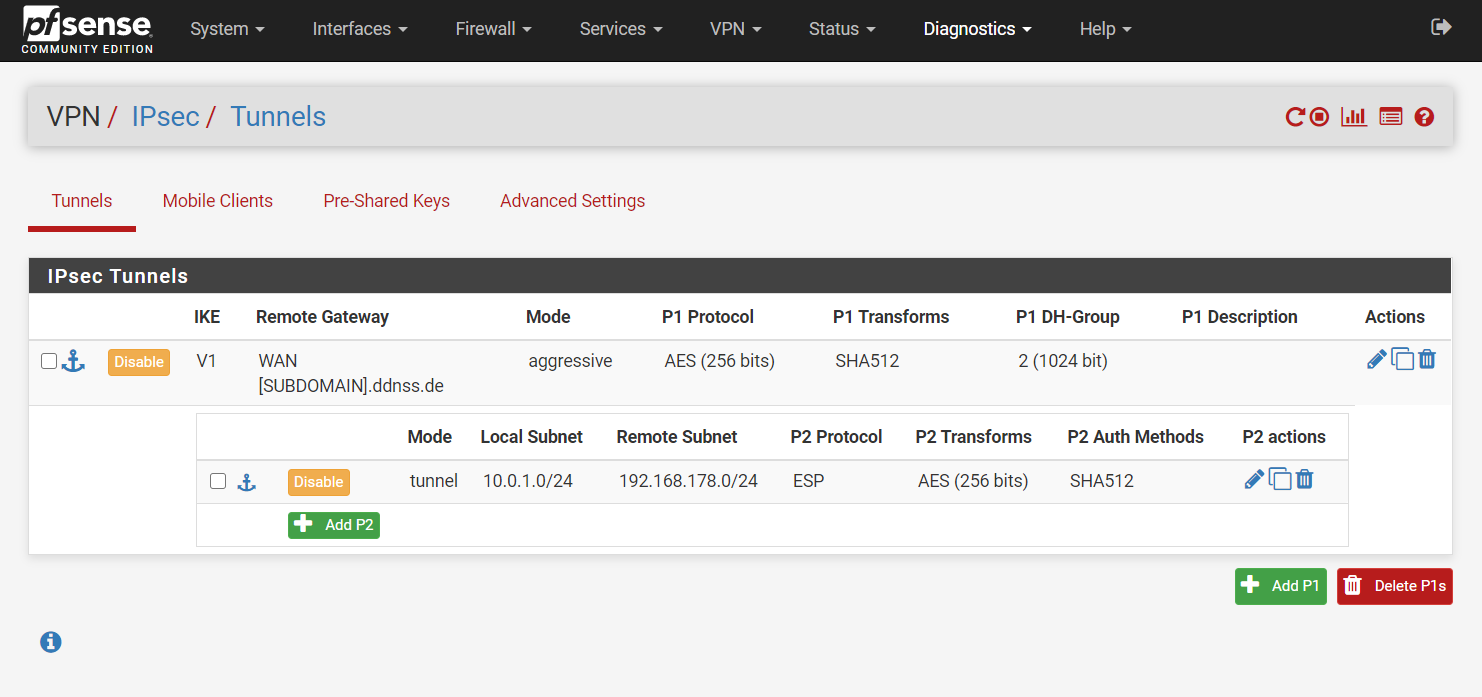 pfsense
COMMUNITY EDITION
System Interfaces Firewall Services VPN Status Diagnostics Help
VPN / IPsec / Tunnels
Tunnels Mobile Clients Pre-Shared Keys Advanced Settings
IPsec Tunnels
IKE Remote Gateway Mode P1 Protocol P1 Transforms P1 DH-Group P1 Description Actions
Disable V1 WAN aggressive AES (256 bits) SHA512 2 (1024 bit)
[SUBDOMAIN].ddnss.de
Mode Local Subnet Remote Subnet P2 Protocol P2 Transforms P2 Auth Methods P2 actions
Disable tunnel 10.0.1.0/24 192.168.178.0/24 ESP AES (256 bits) SHA512
Add P2
Add P1 Delete P1s